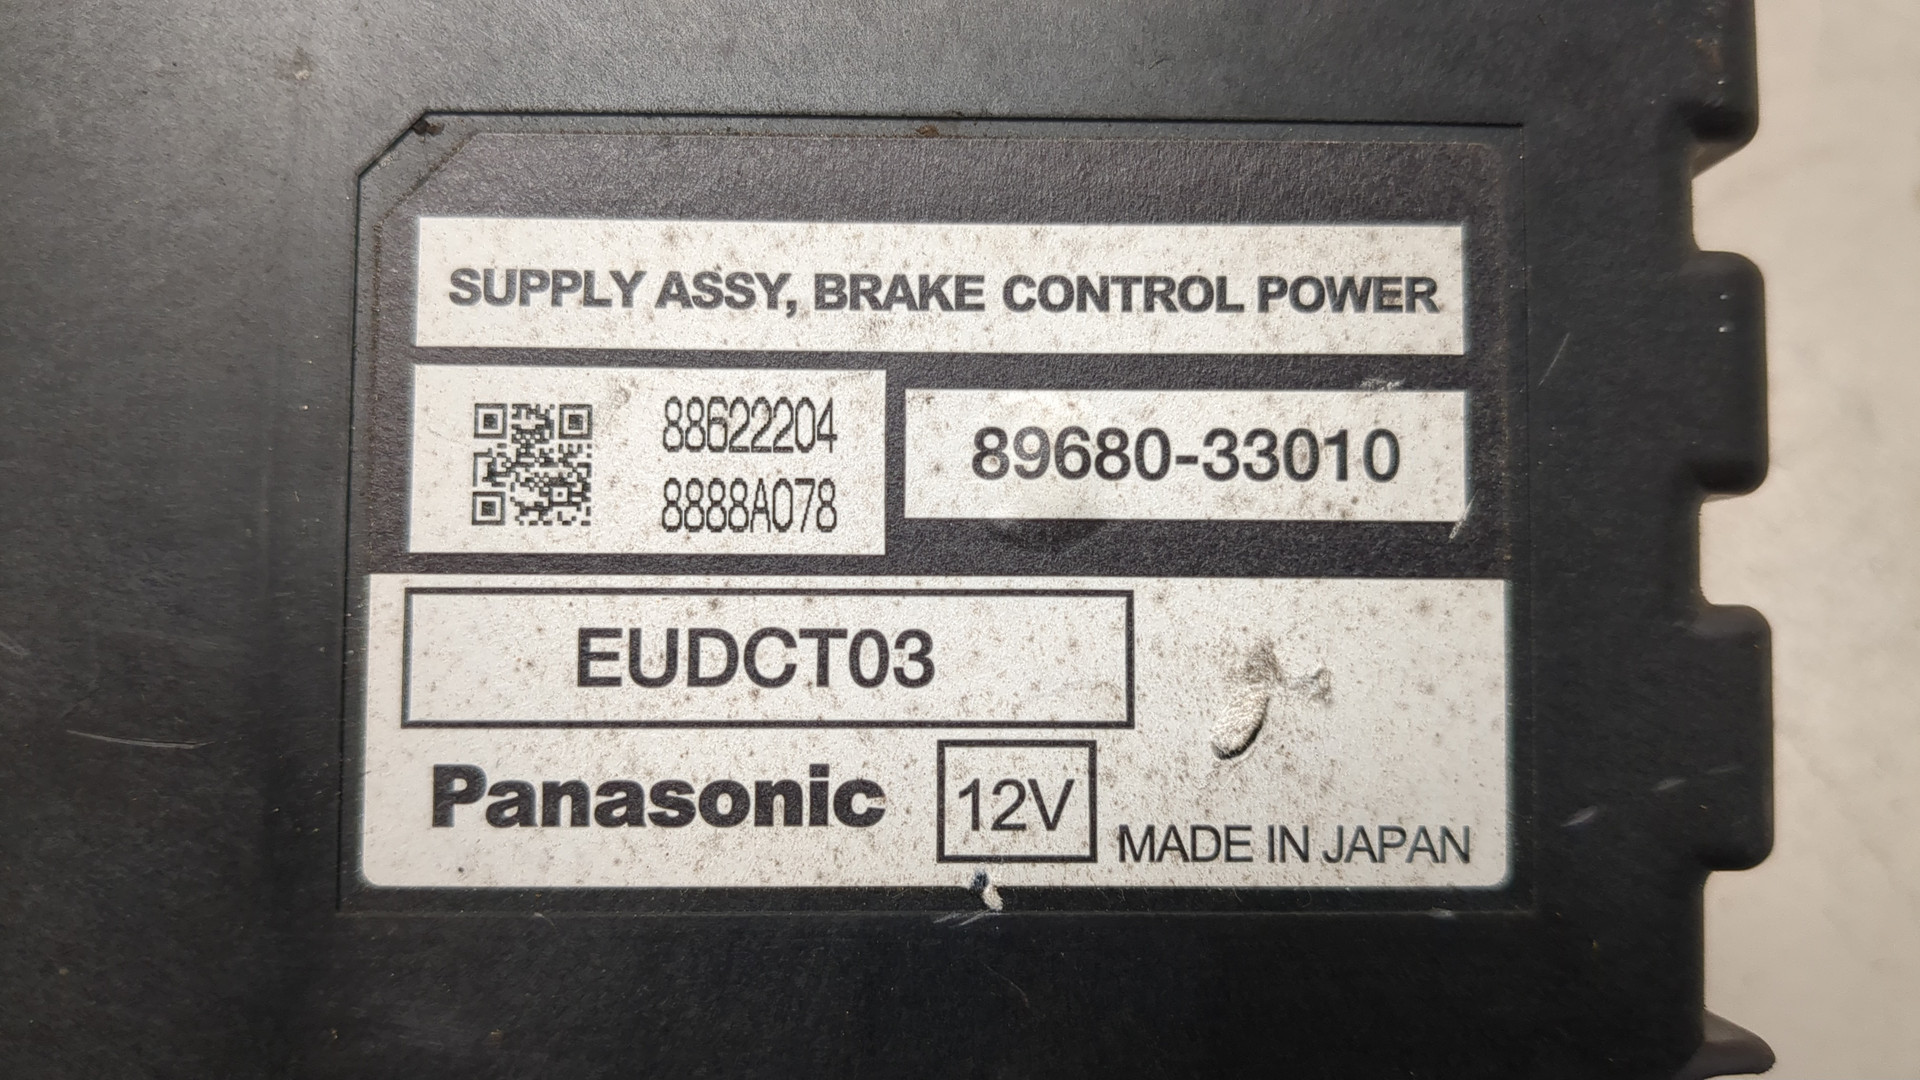 SUPPLY ASSY, BRAKE CONTROL POWER
88622204
8888A078
89680-33010
EUDCT03
Panasonic
12V
MADE IN JAPAN